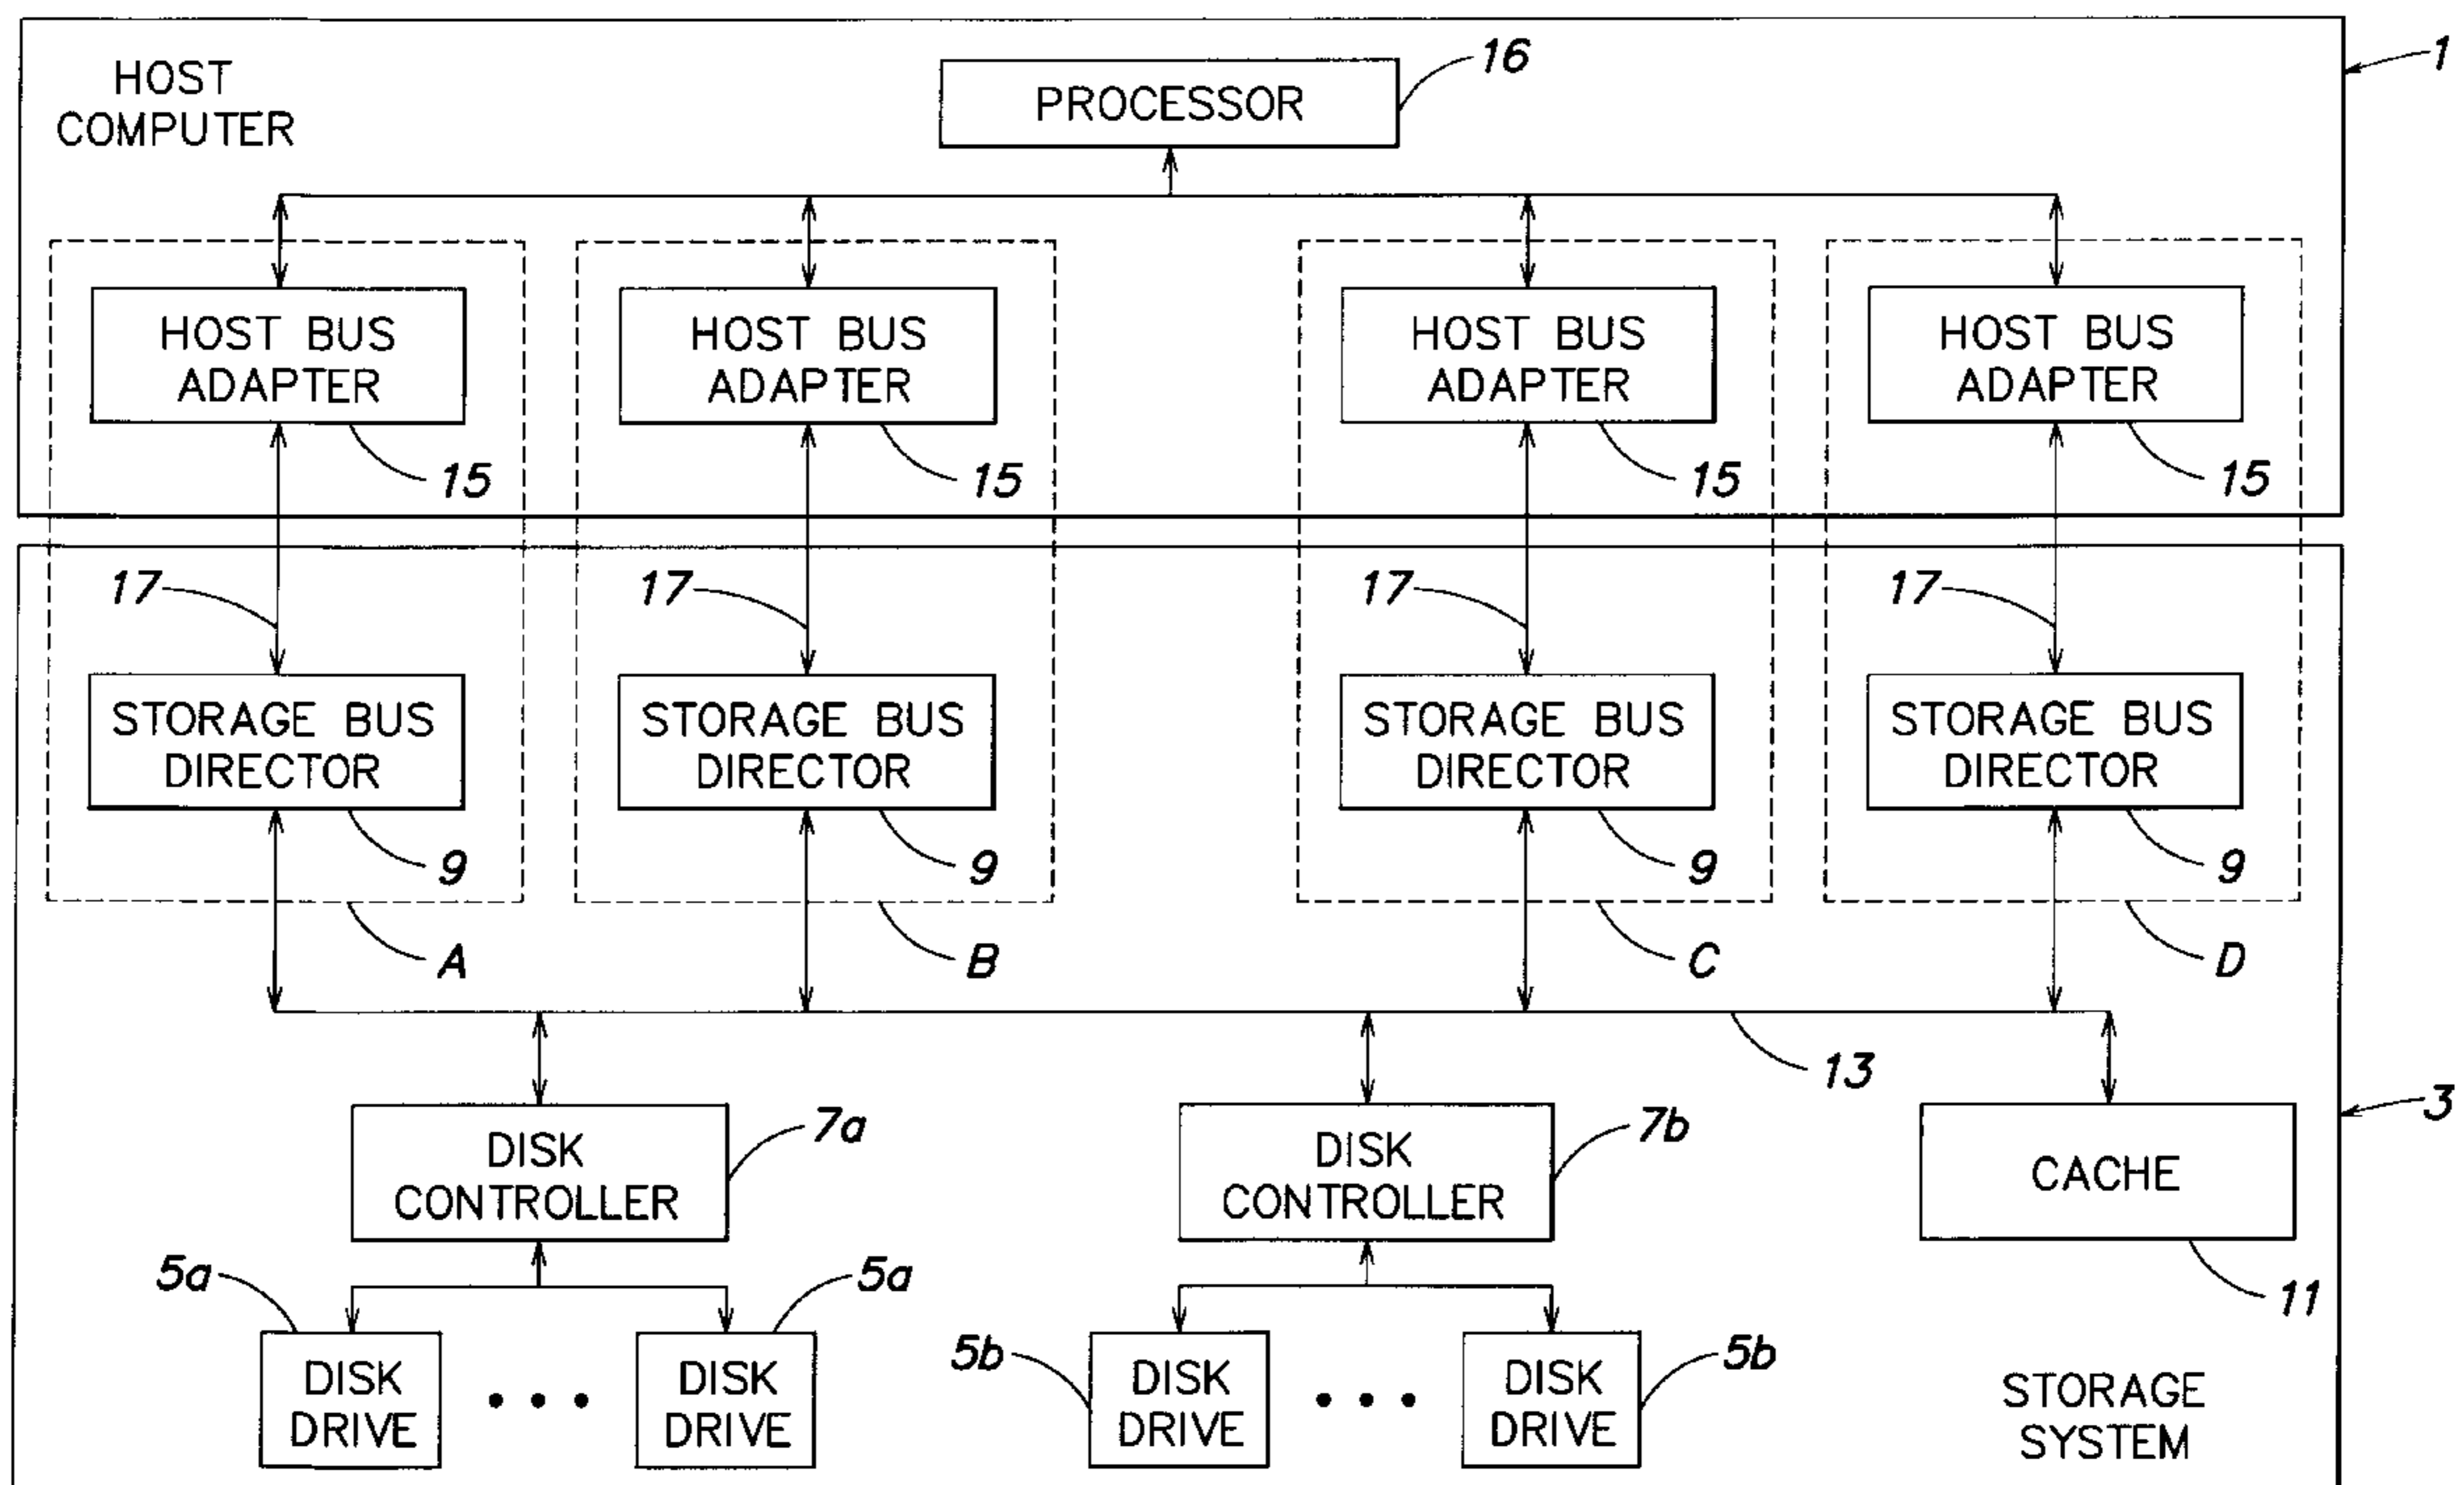 HOST
COMPUTER
PROCESSOR
16
1
HOST BUS
ADAPTER
15
HOST BUS
ADAPTER
15
HOST BUS
ADAPTER
15
HOST BUS
ADAPTER
15
17
17
17
17
STORAGE BUS
DIRECTOR
9
STORAGE BUS
DIRECTOR
9
STORAGE BUS
DIRECTOR
9
STORAGE BUS
DIRECTOR
9
A
B
C
D
13
DISK
CONTROLLER
7a
DISK
CONTROLLER
7b
CACHE
11
3
5a
5a
5b
5b
DISK
DRIVE
• • •
DISK
DRIVE
DISK
DRIVE
• • •
DISK
DRIVE
STORAGE
SYSTEM